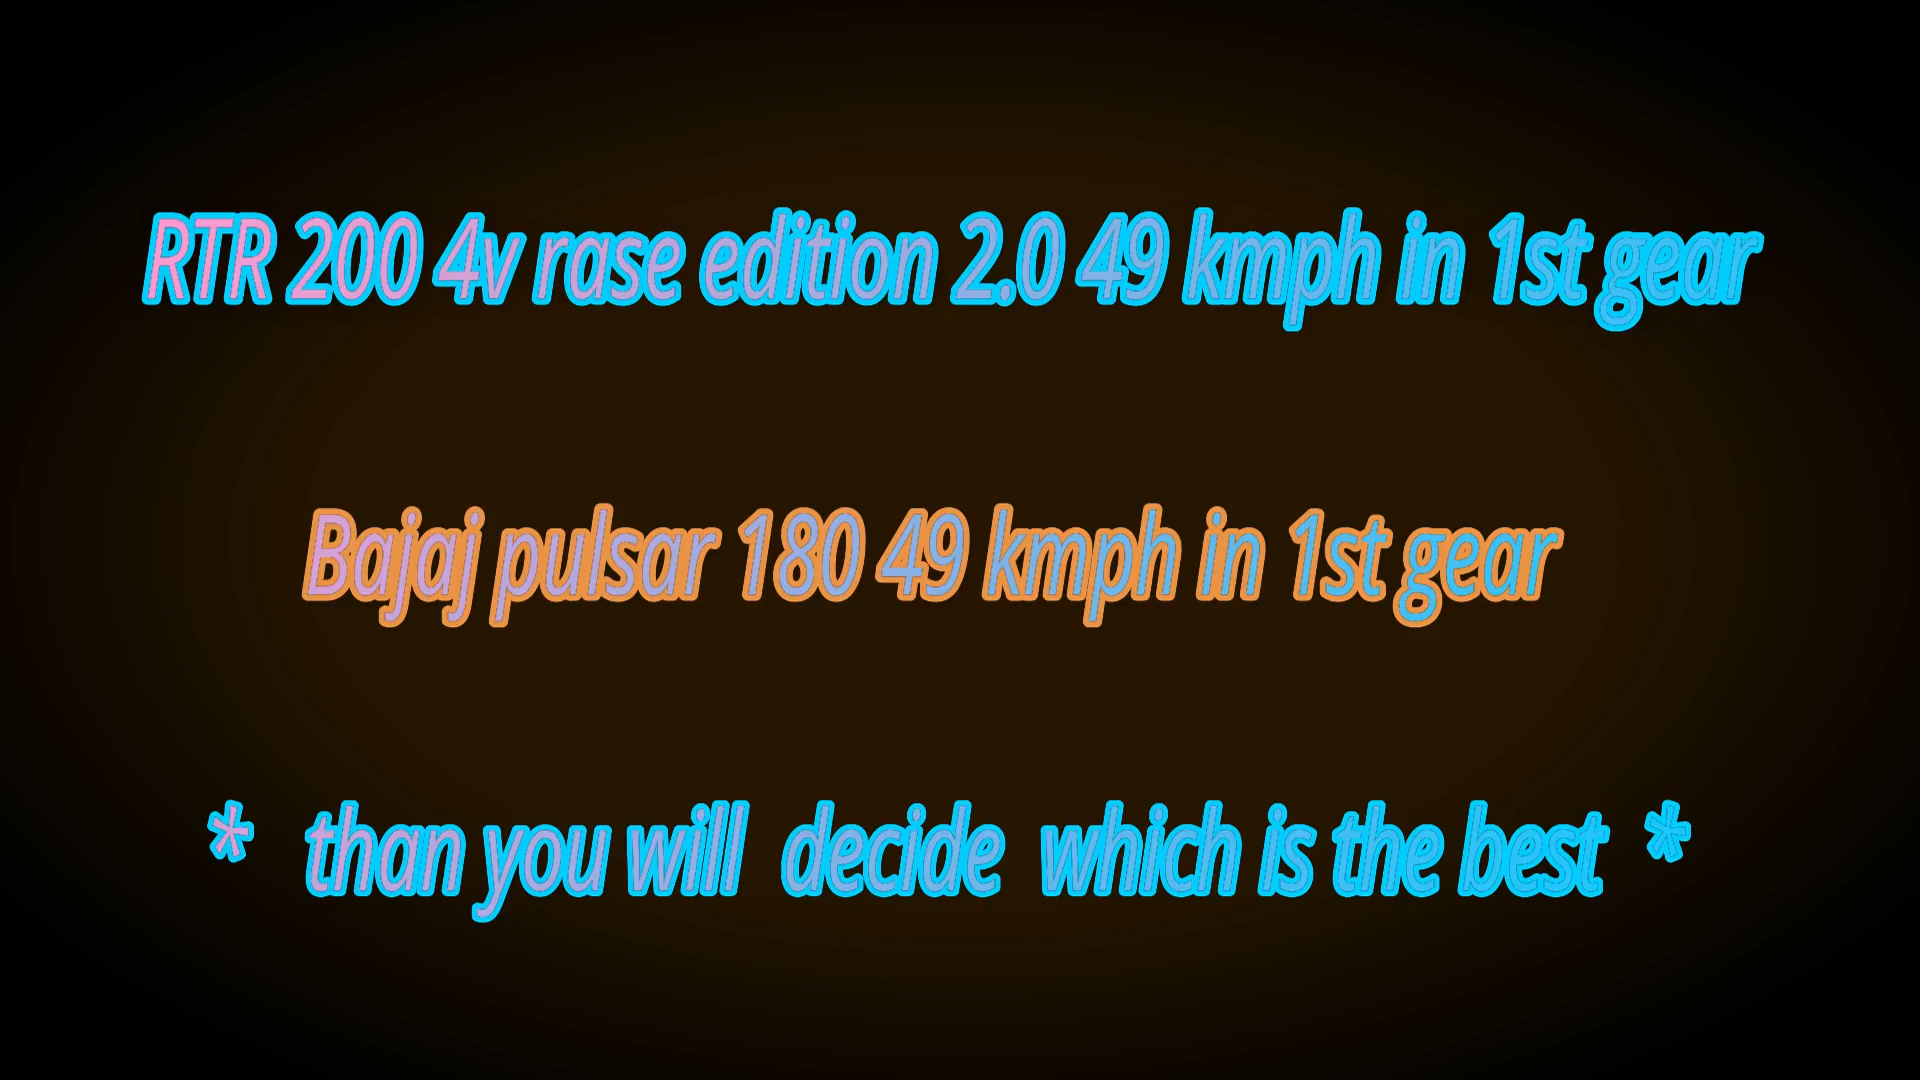 RTR 200 4v rase edition 2.0 49 kmph in 1st gear
Bajaj pulsar 180 49 kmph in 1st gear
* than you will decide which is the best *